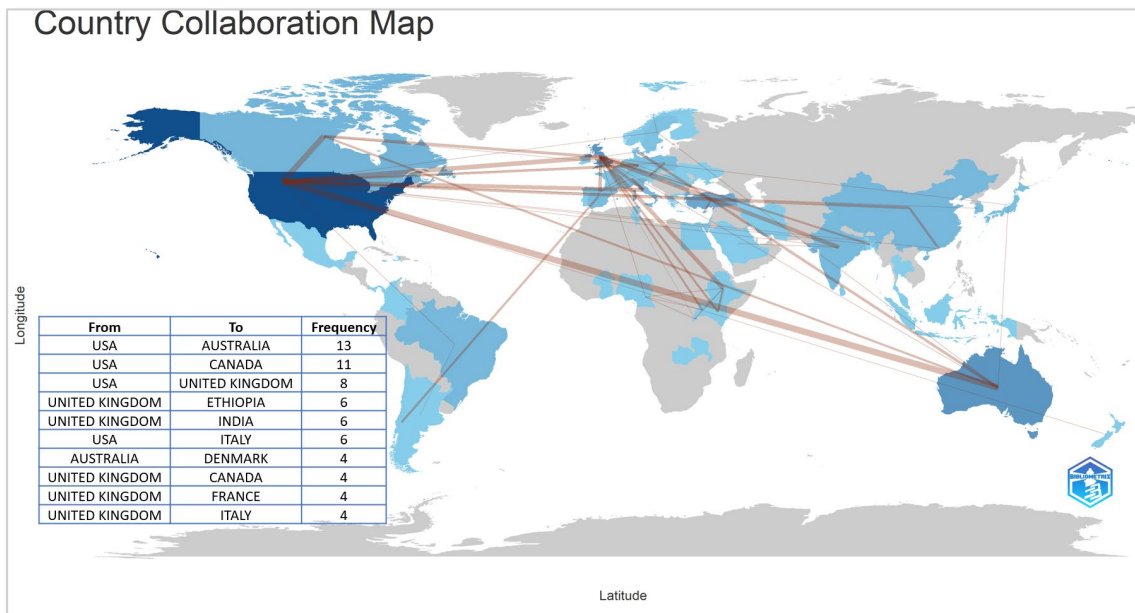 Country Collaboration Map
Longitude
From To Frequency
USA AUSTRALIA 13
USA CANADA 11
USA UNITED KINGDOM 8
UNITED KINGDOM ETHIOPIA 6
UNITED KINGDOM INDIA 6
USA ITALY 6
AUSTRALIA DENMARK 4
UNITED KINGDOM CANADA 4
UNITED KINGDOM FRANCE 4
UNITED KINGDOM ITALY 4
BIBLIOMETRIX
Latitude